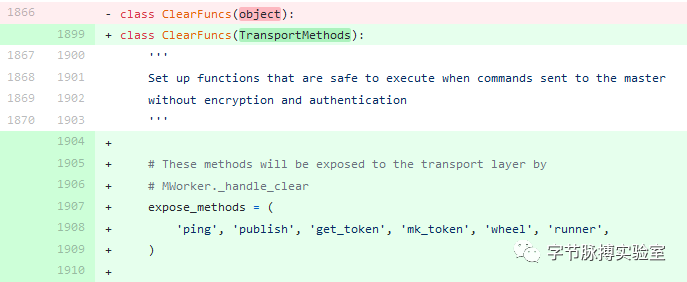 1866 - class ClearFuncs(object):
1899 + class ClearFuncs(TransportMethods):
1867 1900 '''
1868 1901 Set up functions that are safe to execute when commands sent to the master
1869 1902 without encryption and authentication
1870 1903 '''
1904 +
1905 + # These methods will be exposed to the transport layer by
1906 + # MWorker._handle_clear
1907 + expose_methods = (
1908 + 'ping', 'publish', 'get_token', 'mk_token', 'wheel', 'runner',
1909 + )
1910 +
字节脉搏实验室